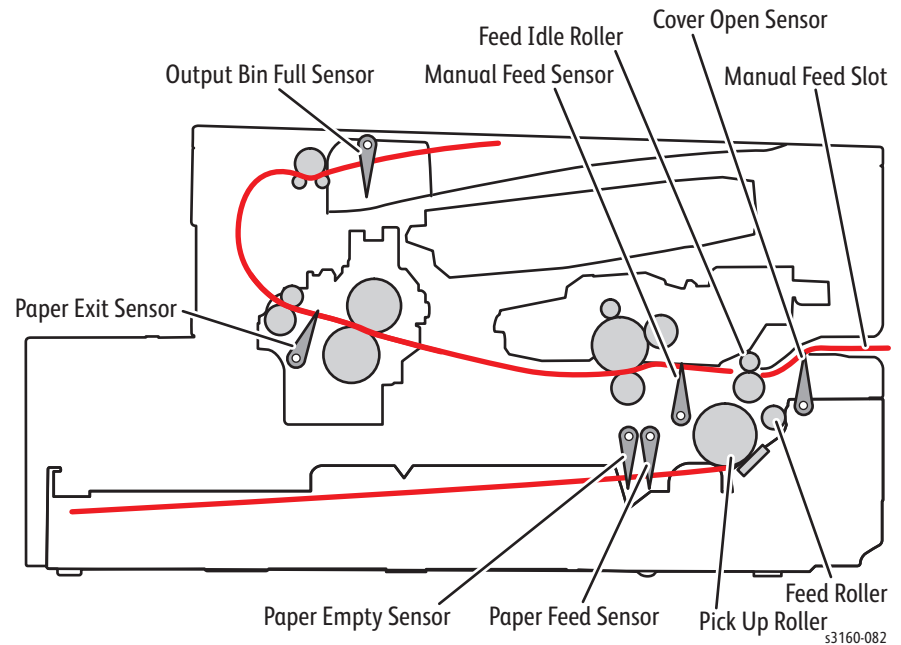 Cover Open Sensor
Feed Idle Roller
Output Bin Full Sensor
Manual Feed Sensor
Manual Feed Slot
Paper Exit Sensor
Feed Roller
Paper Empty Sensor
Paper Feed Sensor
Pick Up Roller
s3160-082